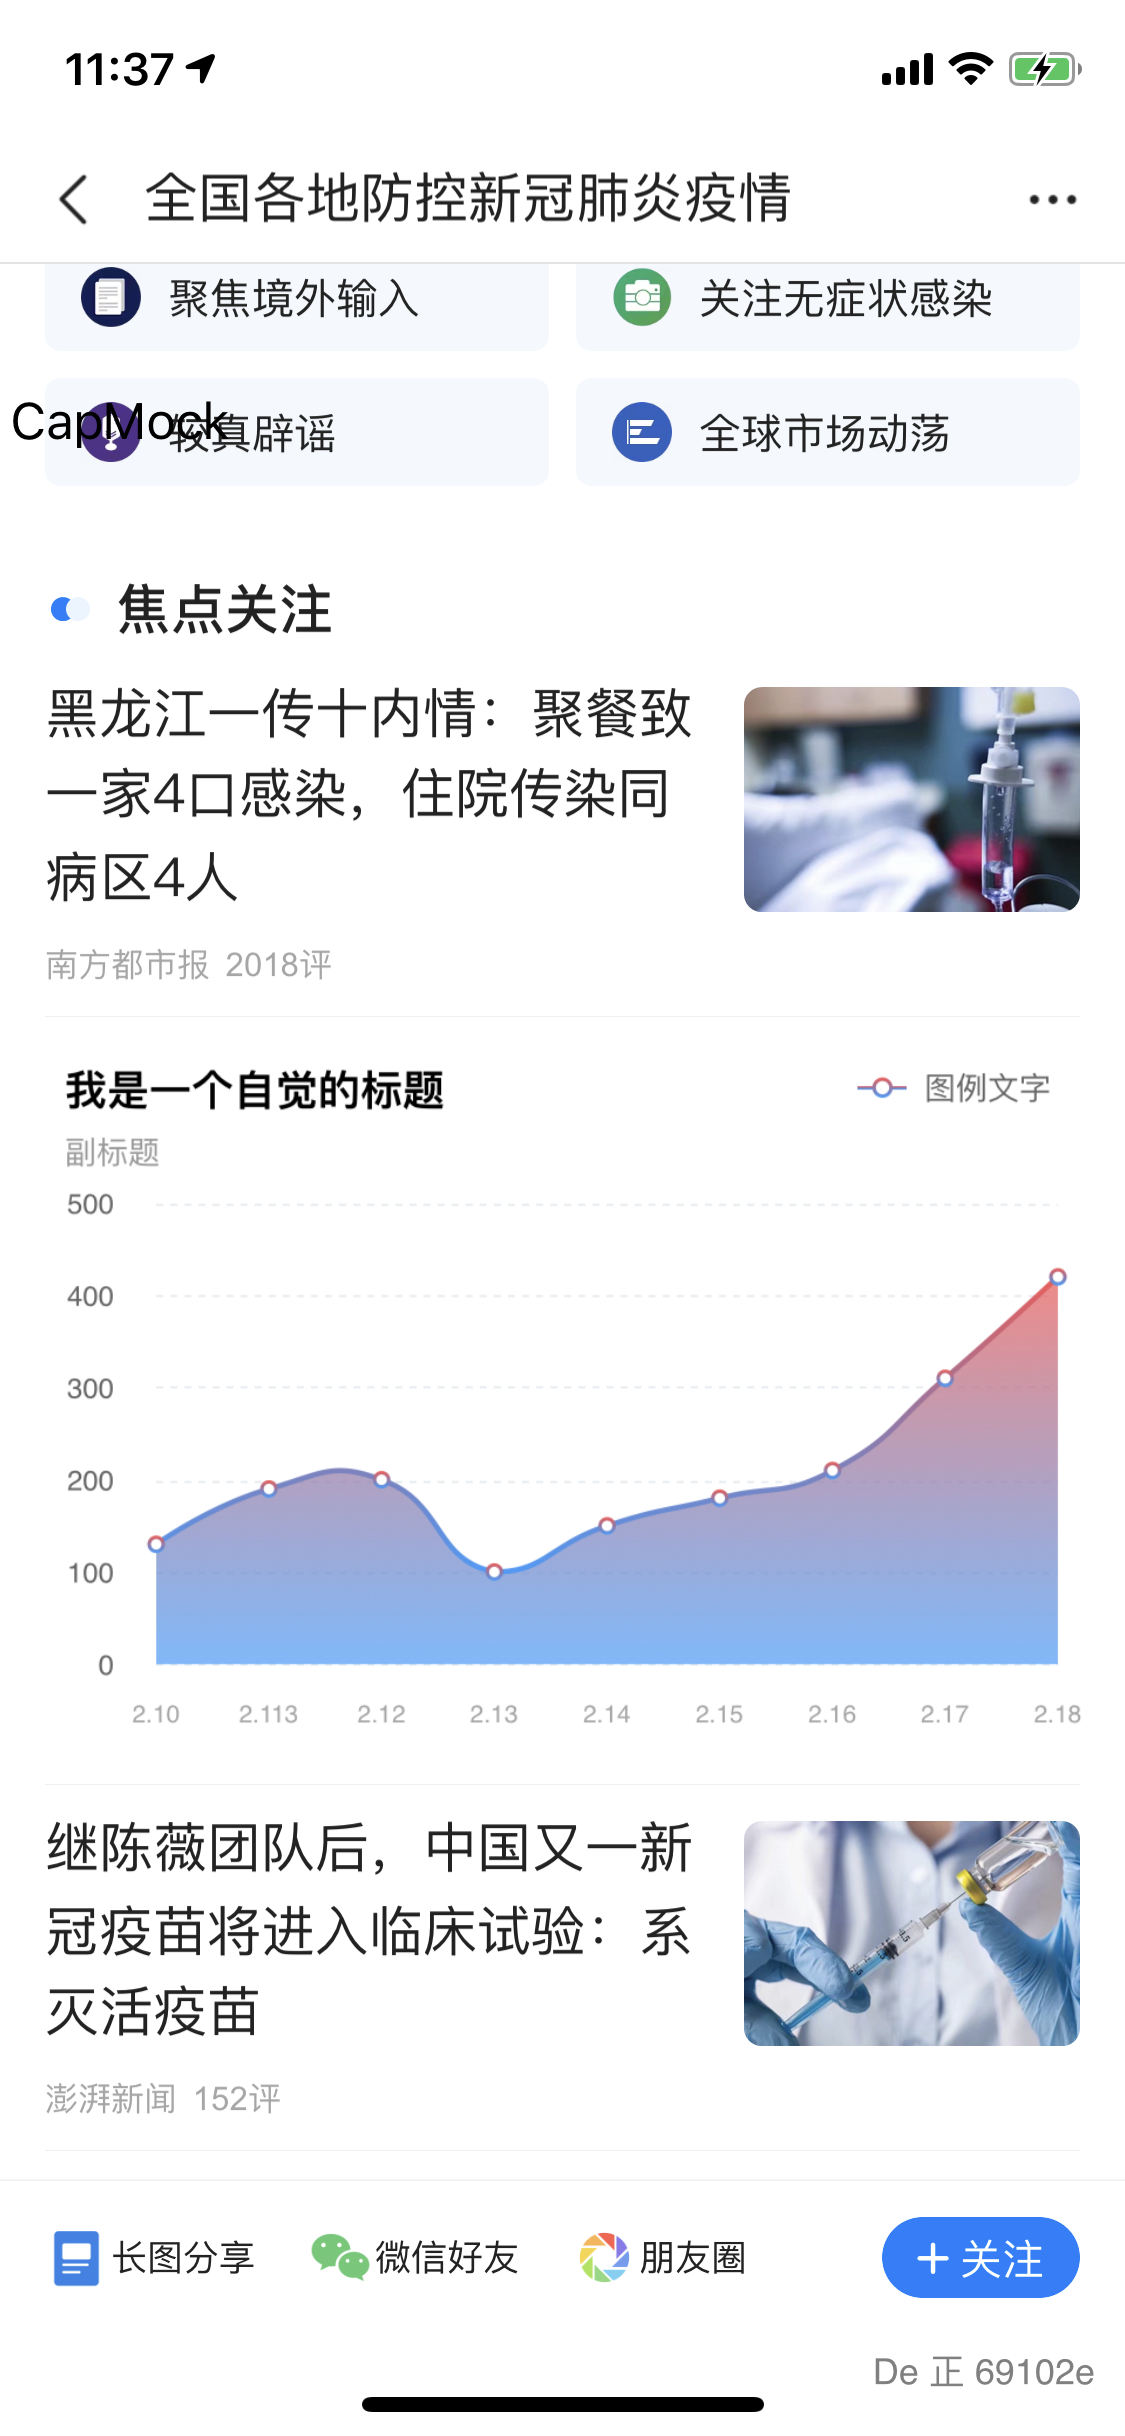 11:37
全国各地防控新冠肺炎疫情
聚焦境外输入
关注无症状感染
CapMock
较真辟谣
全球市场动荡
焦点关注
黑龙江一传十内情：聚餐致
一家4口感染，住院传染同
病区4人
南方都市报 2018评
我是一个自觉的标题
图例文字
副标题
500
400
300
200
100
0
2.10 2.113 2.12 2.13 2.14 2.15 2.16 2.17 2.18
继陈薇团队后，中国又一新
冠疫苗将进入临床试验：系
灭活疫苗
澎湃新闻 152评
长图分享
微信好友
朋友圈
+ 关注
De 正 69102e